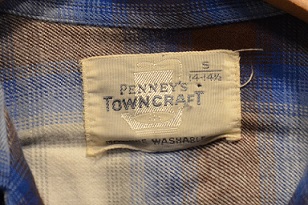 S
14-14½
PENNEY'S
TOWNCRAFT
WASHABLE